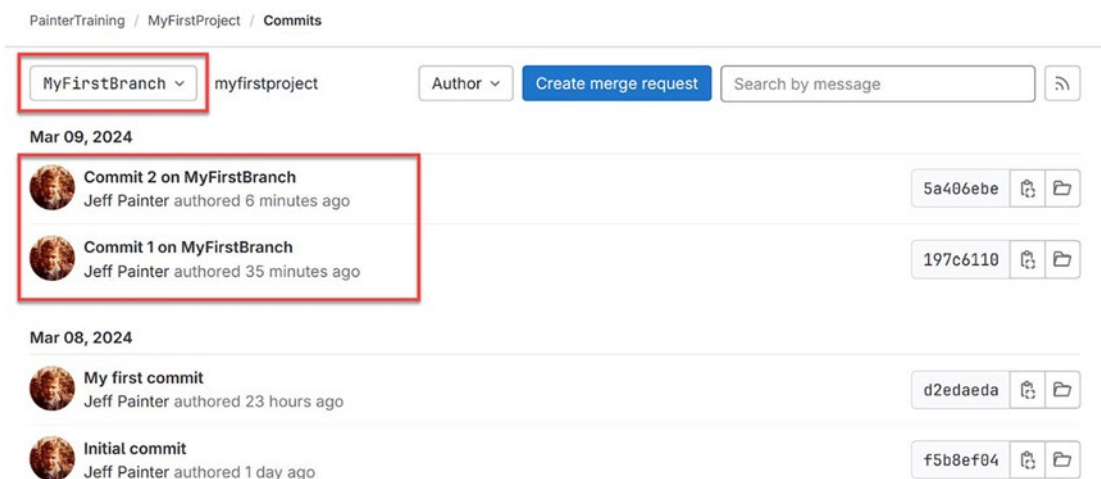 PainterTraining / MyFirstProject / Commits
MyFirstBranch myfirstproject Author Create merge request Search by message
Mar 09, 2024
Commit 2 on MyFirstBranch
Jeff Painter authored 6 minutes ago
5a406ebe
Commit 1 on MyFirstBranch
Jeff Painter authored 35 minutes ago
197c6110
Mar 08, 2024
My first commit
Jeff Painter authored 23 hours ago
d2edaeda
Initial commit
Jeff Painter authored 1 day ago
f5b8ef04